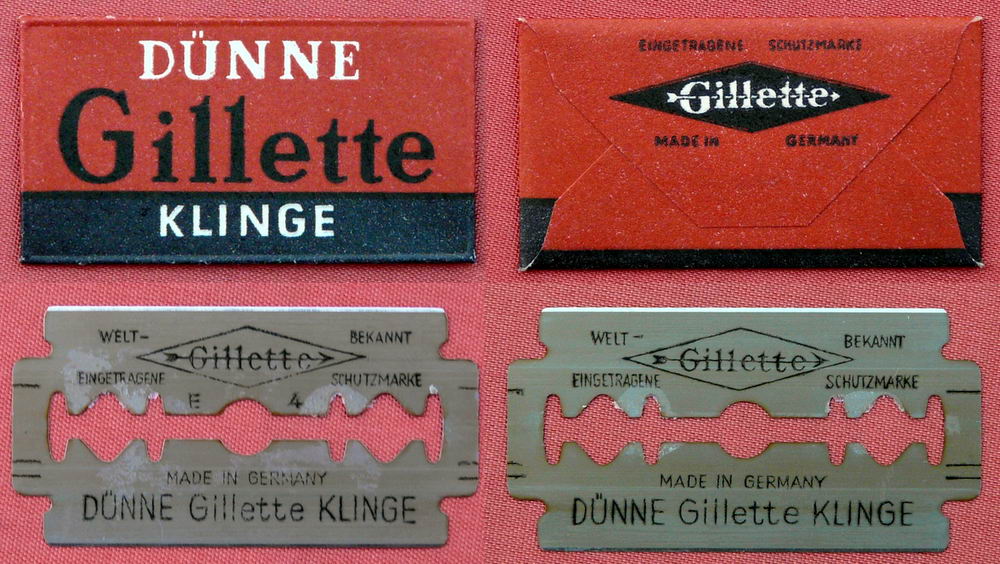 DÜNNE
Gillette
KLINGE
EINGETRAGENE SCHUTZMARKE
Gillette
MADE IN GERMANY
WELT- BEKANNT
Gillette
EINGETRAGENE SCHUTZMARKE
E 4
MADE IN GERMANY
DÜNNE Gillette KLINGE
WELT- BEKANNT
Gillette
EINGETRAGENE SCHUTZMARKE
MADE IN GERMANY
DÜNNE Gillette KLINGE